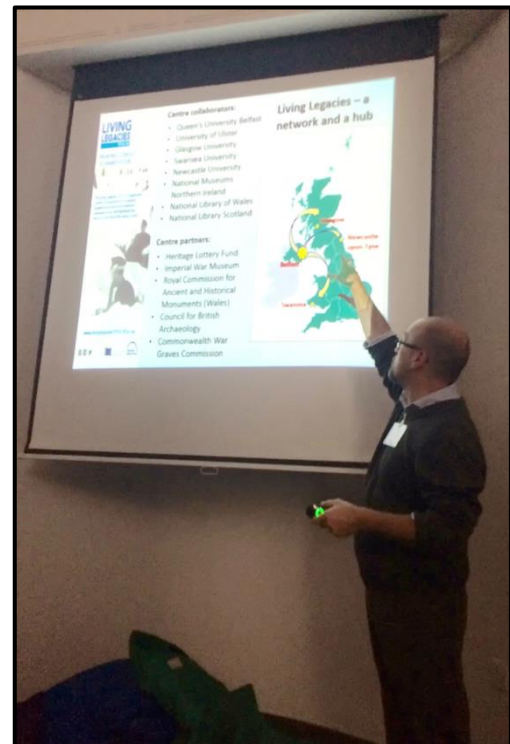 LIVING
LEGACIES
Centre collaborators:
• Queen's University Belfast
• University of Ulster
• Glasgow University
• Swansea University
• Newcastle University
• National Museums
Northern Ireland
• National Library of Wales
• National Library Scotland
Centre partners:
• Heritage Lottery Fund
• Imperial War Museum
• Royal Commission for
Ancient and Historical
Monuments (Wales)
• Council for British
Archaeology
• Commonwealth War
Graves Commission
Living Legacies – a
network and a hub
Glasgow
Belfast
Swansea